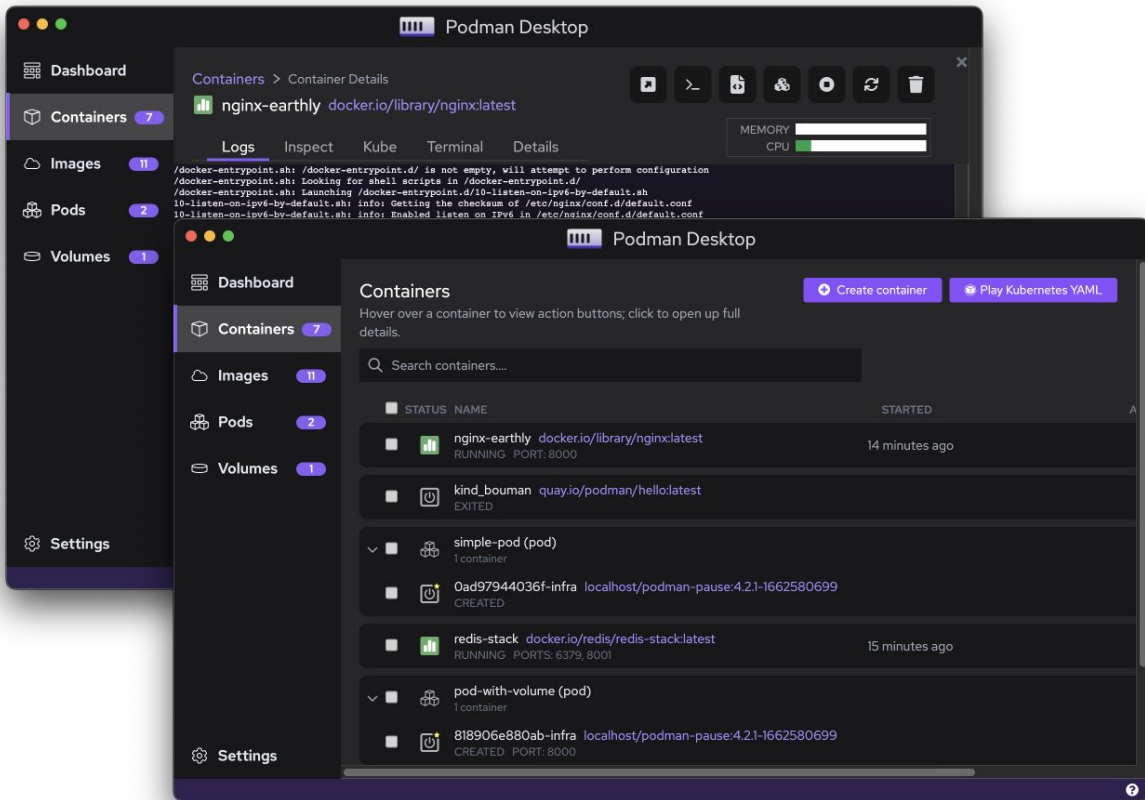 Podman Desktop
Dashboard
Containers 7
Images 11
Pods 2
Volumes 1
Settings
Containers > Container Details
nginx-earthly docker.io/library/nginx:latest
MEMORY
CPU
Logs Inspect Kube Terminal Details
/docker-entrypoint.sh: /docker-entrypoint.d/ is not empty, will attempt to perform configuration
/docker-entrypoint.sh: Looking for shell scripts in /docker-entrypoint.d/
/docker-entrypoint.sh: Launching /docker-entrypoint.d/10-listen-on-ipv6-by-default.sh
10-listen-on-ipv6-by-default.sh: info: Getting the checksum of /etc/nginx/conf.d/default.conf
10-listen-on-ipv6-by-default.sh: info: Enabled listen on IPv6 in /etc/nginx/conf.d/default.conf
Podman Desktop
Dashboard
Containers 7
Images 11
Pods 2
Volumes 1
Settings
Containers
Create container
Play Kubernetes YAML
Hover over a container to view action buttons; click to open up full
details.
Search containers....
STATUS NAME STARTED A
nginx-earthly docker.io/library/nginx:latest
RUNNING PORT: 8000
14 minutes ago
kind_bouman quay.io/podman/hello:latest
EXITED
simple-pod (pod)
1 container
0ad97944036f-infra localhost/podman-pause:4.2.1-1662580699
CREATED
redis-stack docker.io/redis/redis-stack:latest
RUNNING PORTS: 6379, 8001
15 minutes ago
pod-with-volume (pod)
1 container
818906e880ab-infra localhost/podman-pause:4.2.1-1662580699
CREATED PORT: 8000